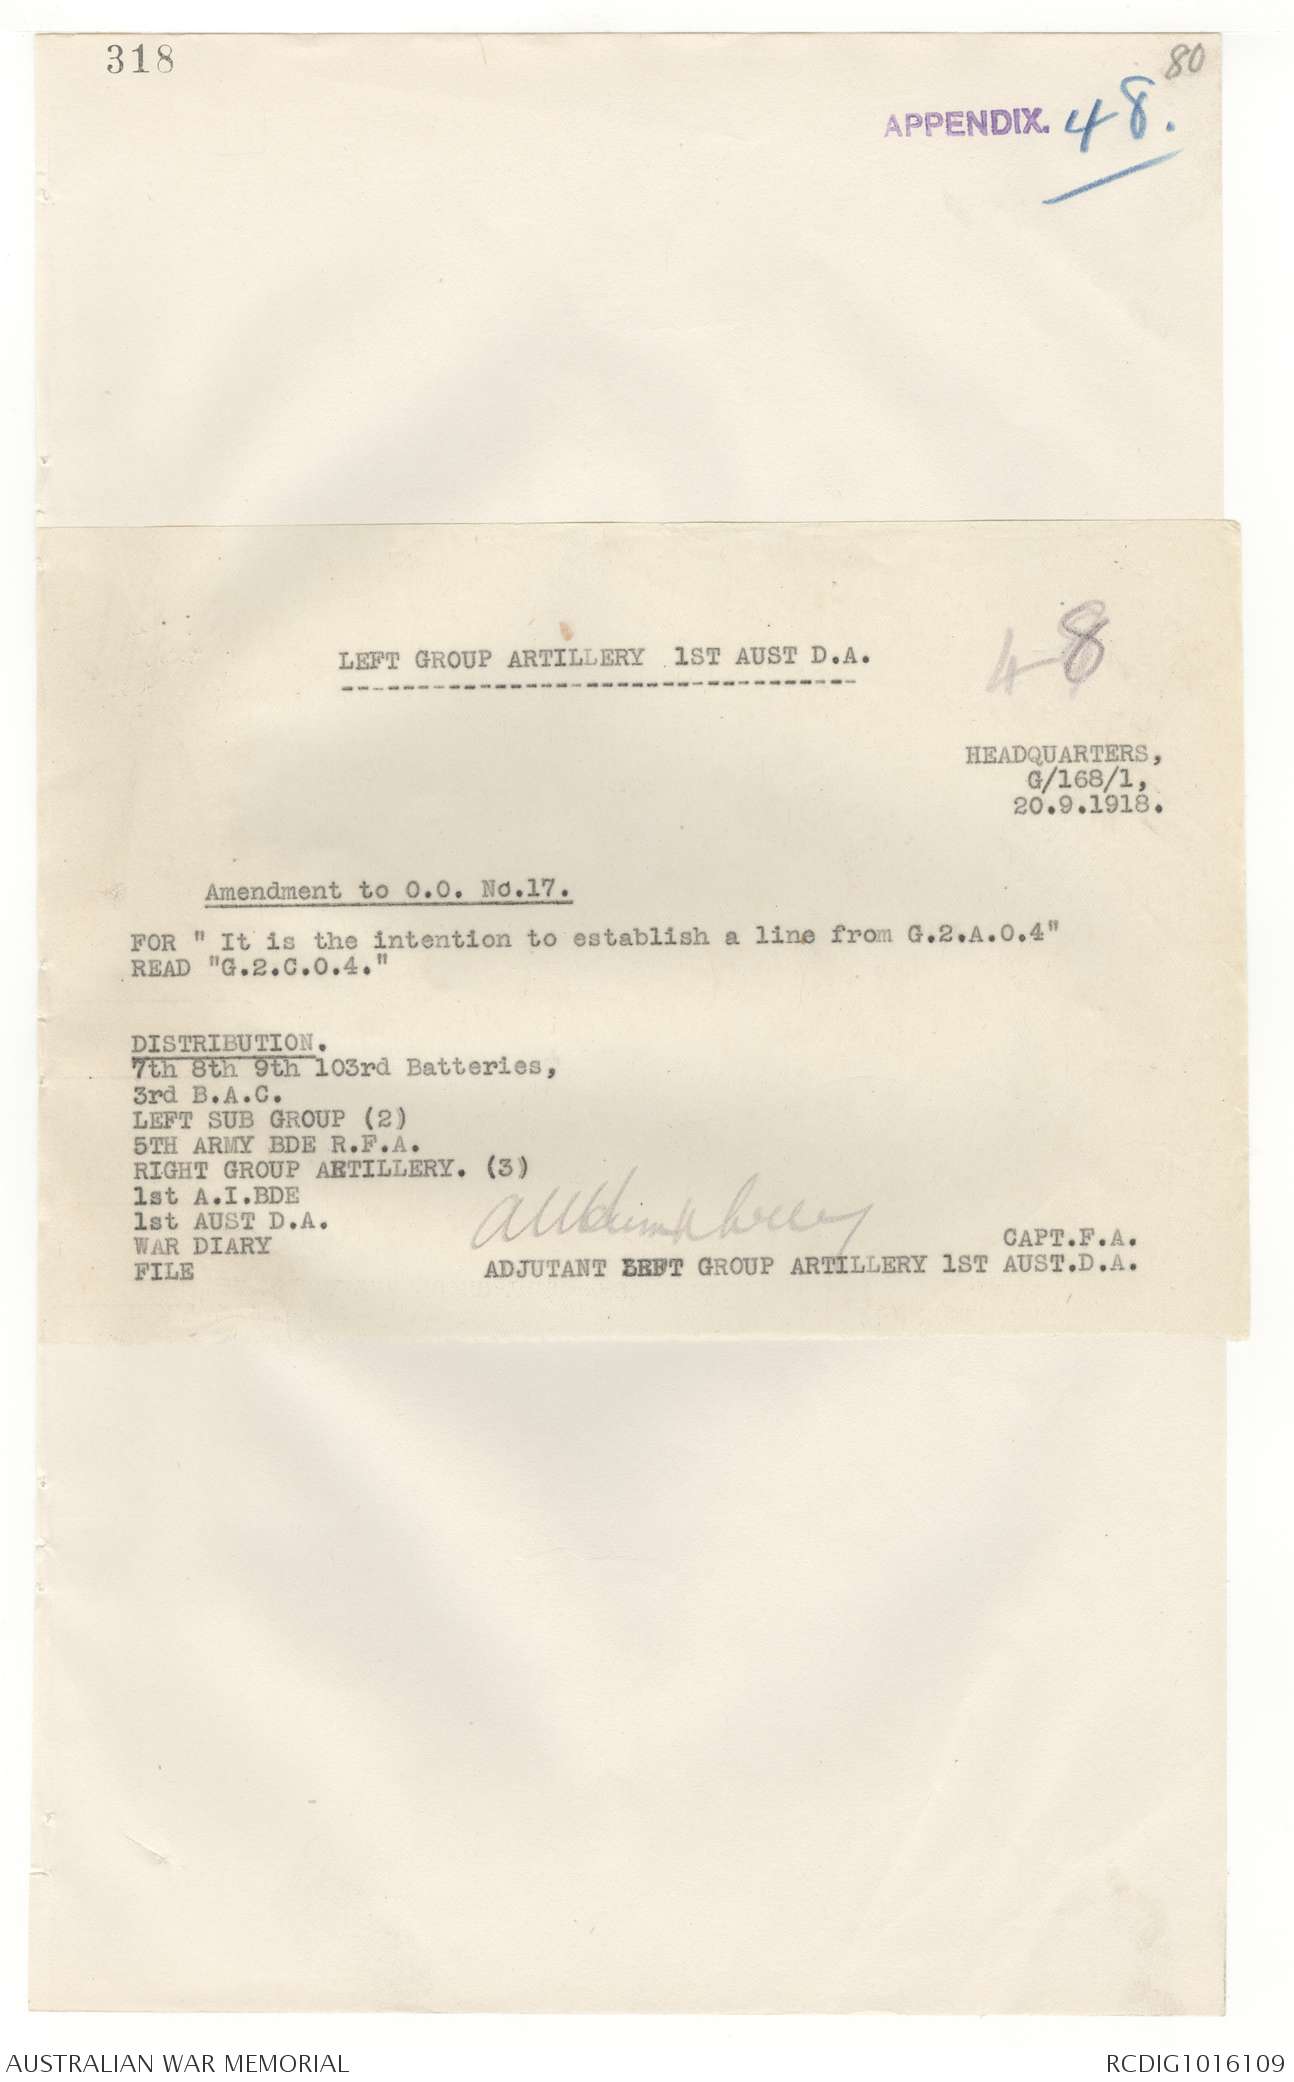 318
80
APPENDIX. 48.
LEFT GROUP ARTILLERY 1ST AUST D.A.
48
HEADQUARTERS,
G/168/1,
20.9.1918.
Amendment to O.O. No.17.
FOR " It is the intention to establish a line from G.2.A.0.4"
READ "G.2.C.0.4."
DISTRIBUTION.
7th 8th 9th 103rd Batteries,
3rd B.A.C.
LEFT SUB GROUP (2)
5TH ARMY BDE R.F.A.
RIGHT GROUP ARTILLERY. (3)
1st A.I.BDE
1st AUST D.A.
WAR DIARY
FILE
CAPT.F.A.
ADJUTANT LEFT GROUP ARTILLERY 1ST AUST.D.A.
AUSTRALIAN WAR MEMORIAL
RCDIG1016109